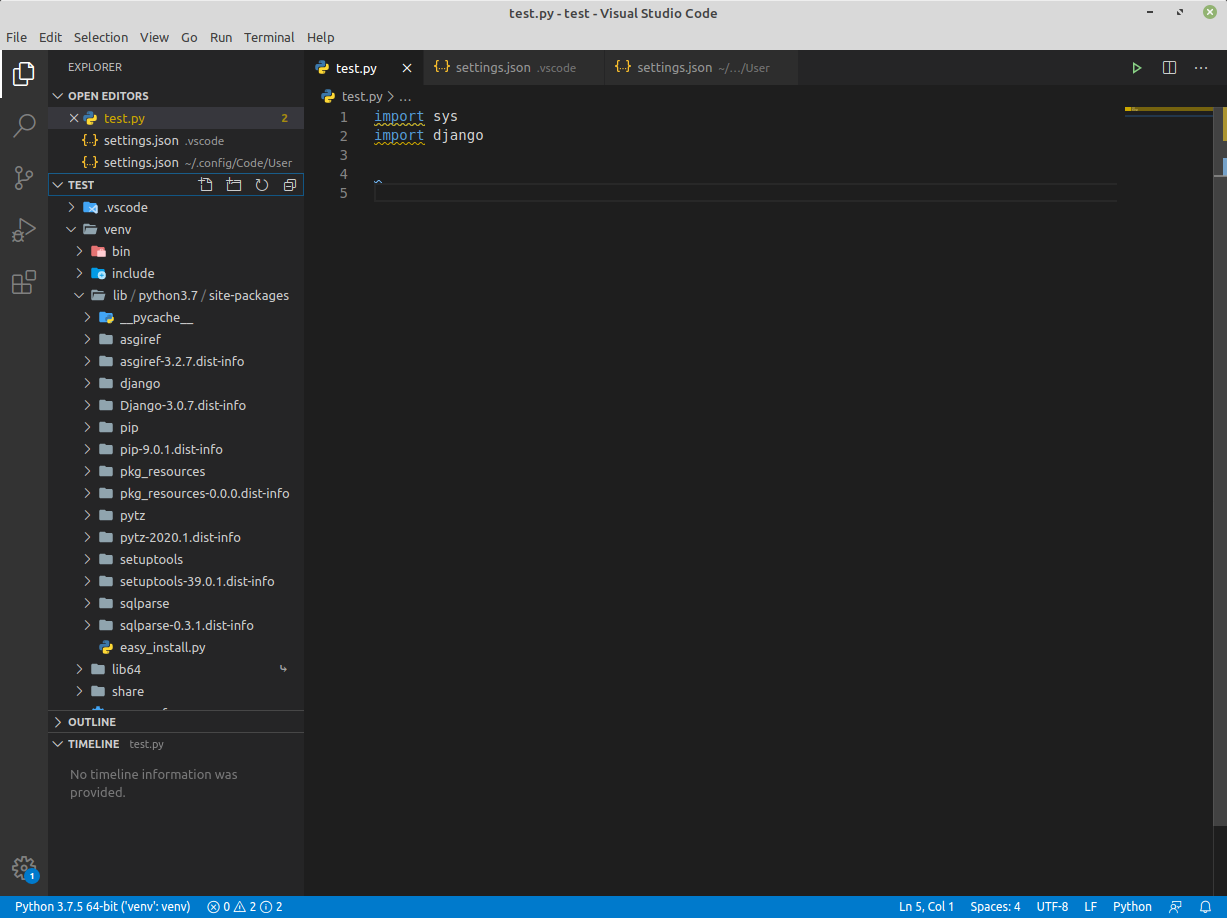 test.py - test - Visual Studio Code
File Edit Selection View Go Run Terminal Help
EXPLORER
OPEN EDITORS
test.py 2
settings.json .vscode
settings.json ~/.config/Code/User
TEST
.vscode
venv
bin
include
lib / python3.7 / site-packages
__pycache__
asgiref
asgiref-3.2.7.dist-info
django
Django-3.0.7.dist-info
pip
pip-9.0.1.dist-info
pkg_resources
pkg_resources-0.0.0.dist-info
pytz
pytz-2020.1.dist-info
setuptools
setuptools-39.0.1.dist-info
sqlparse
sqlparse-0.3.1.dist-info
easy_install.py
lib64
share
OUTLINE
TIMELINE test.py
No timeline information was
provided.
1
test.py settings.json .vscode settings.json ~/.../User
test.py > ...
1 import sys
2 import django
3
4
5
Python 3.7.5 64-bit ('venv': venv) 0 2 2 Ln 5, Col 1 Spaces: 4 UTF-8 LF Python